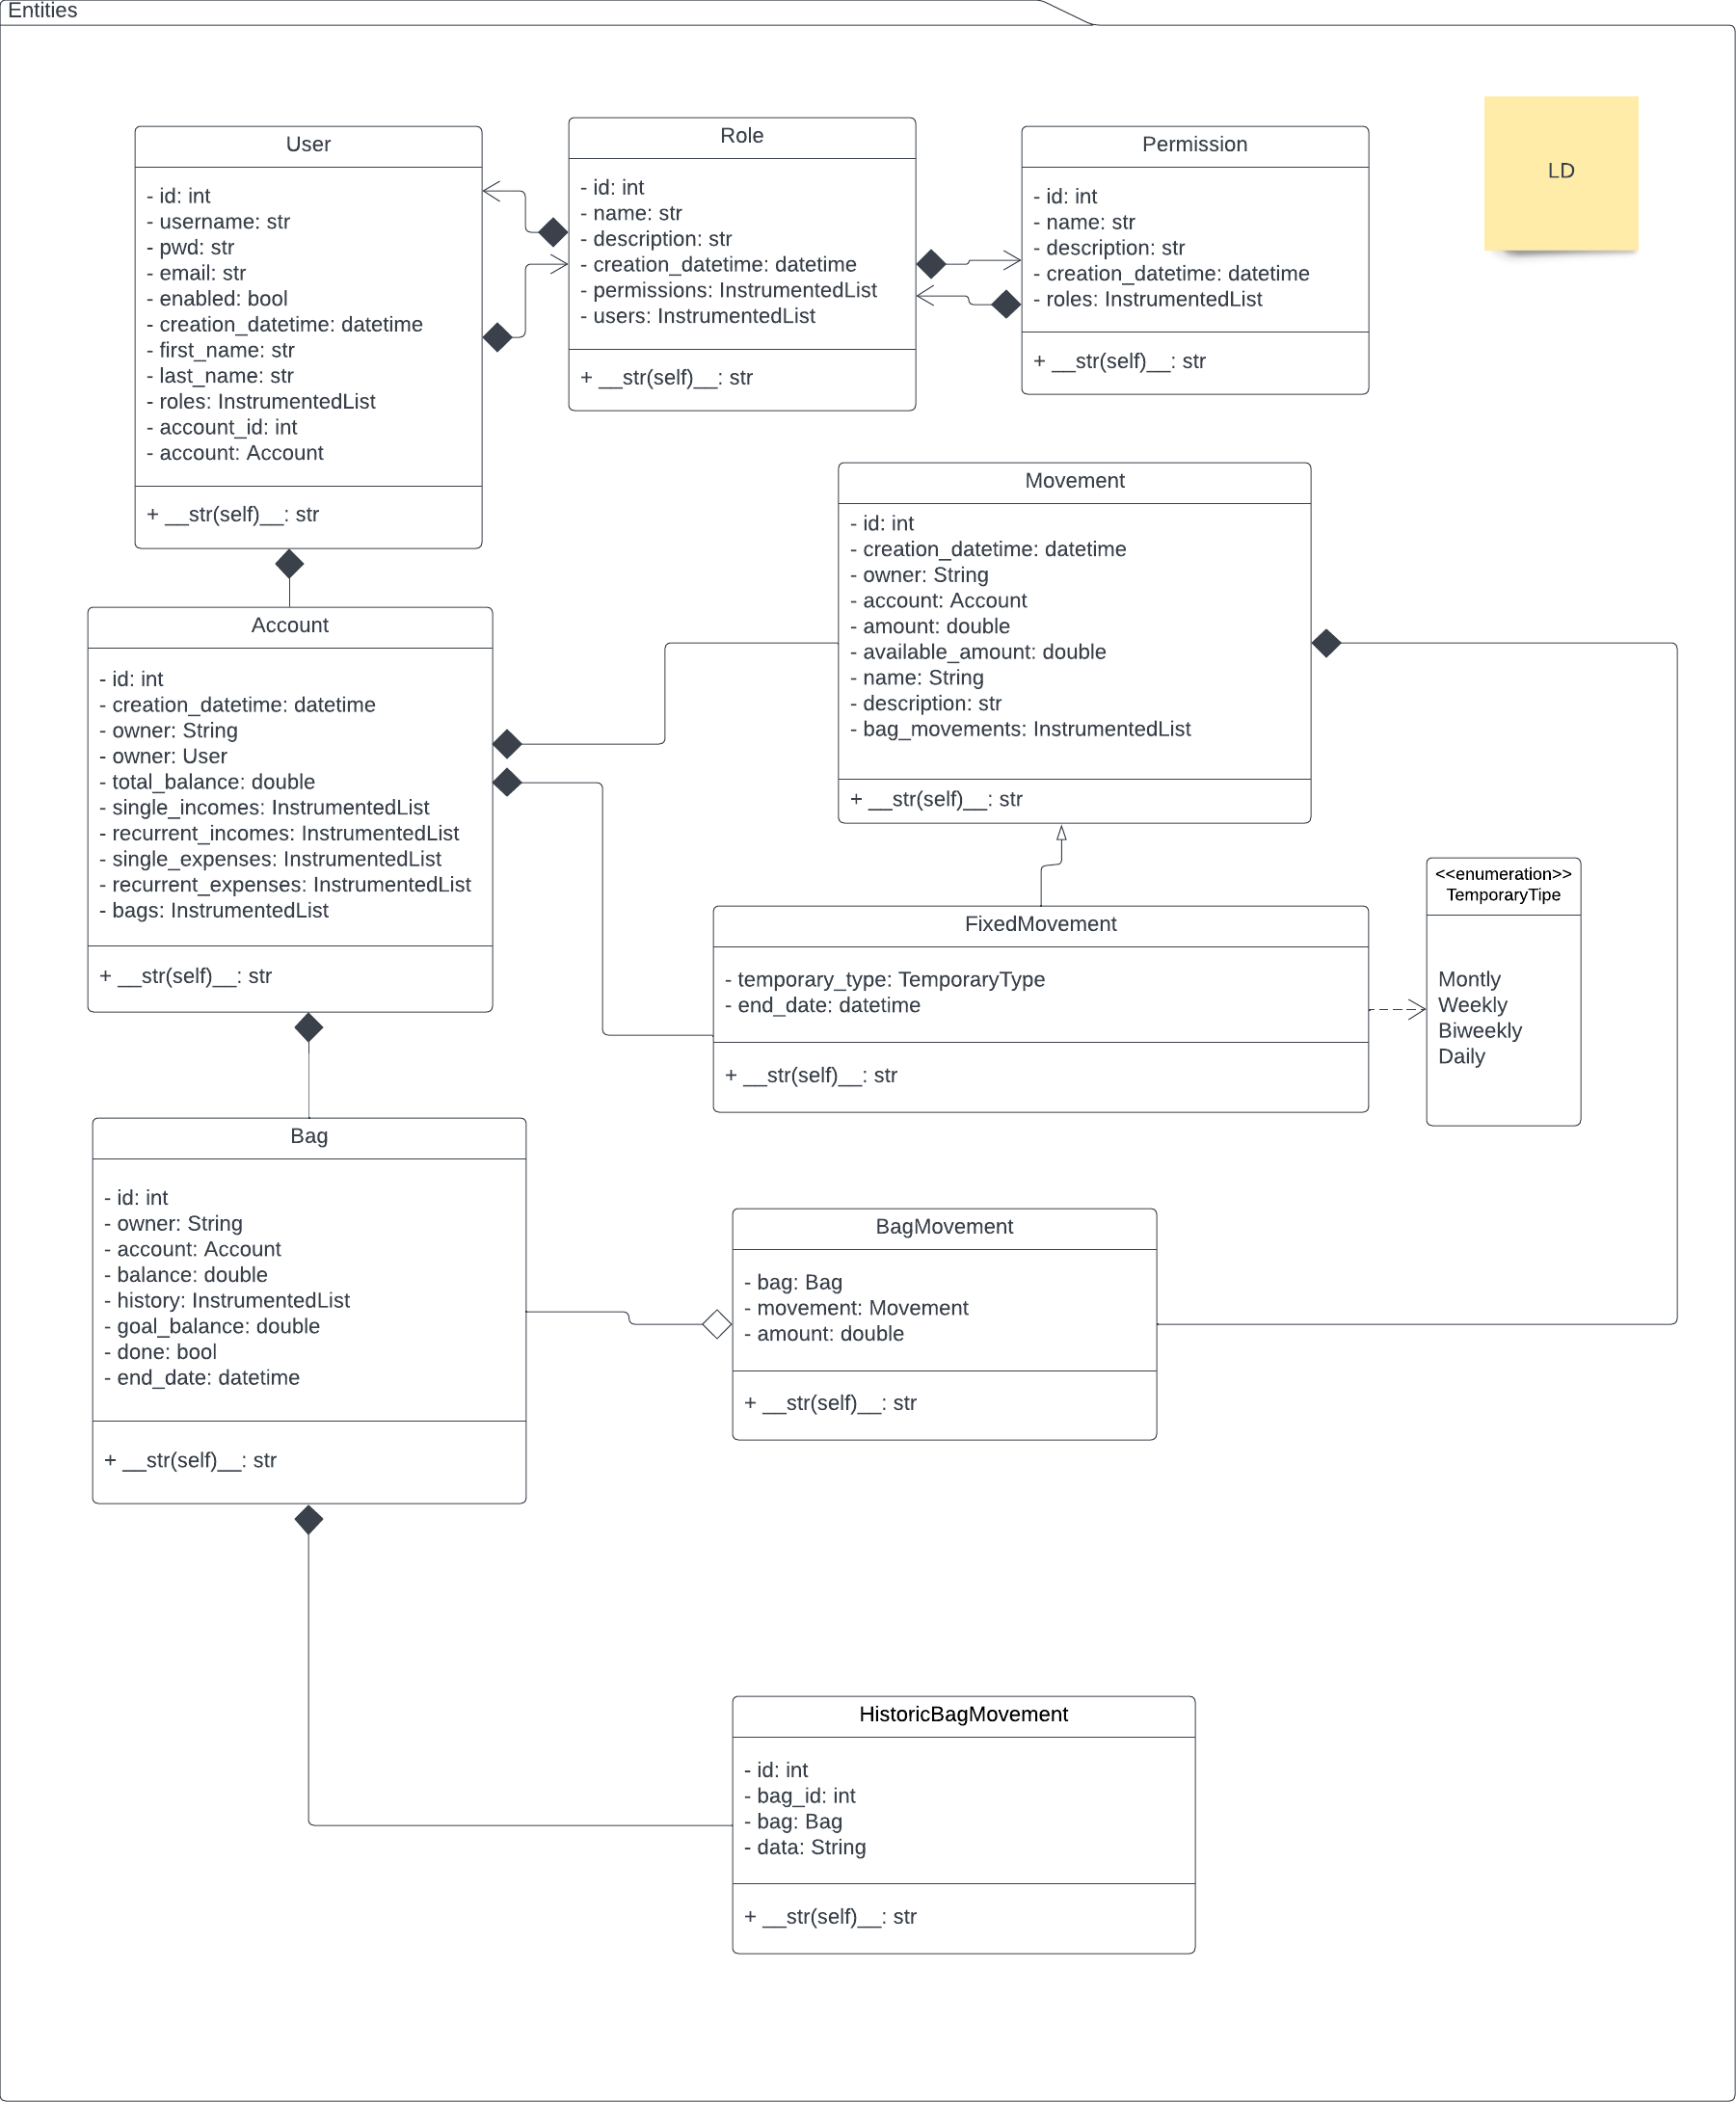 Entities
LD
User
- id: int
- username: str
- pwd: str
- email: str
- enabled: bool
- creation_datetime: datetime
- first_name: str
- last_name: str
- roles: InstrumentedList
- account_id: int
- account: Account
+ __str(self)__: str
Role
- id: int
- name: str
- description: str
- creation_datetime: datetime
- permissions: InstrumentedList
- users: InstrumentedList
+ __str(self)__: str
Permission
- id: int
- name: str
- description: str
- creation_datetime: datetime
- roles: InstrumentedList
+ __str(self)__: str
Account
- id: int
- creation_datetime: datetime
- owner: String
- owner: User
- total_balance: double
- single_incomes: InstrumentedList
- recurrent_incomes: InstrumentedList
- single_expenses: InstrumentedList
- recurrent_expenses: InstrumentedList
- bags: InstrumentedList
+ __str(self)__: str
Movement
- id: int
- creation_datetime: datetime
- owner: String
- account: Account
- amount: double
- available_amount: double
- name: String
- description: str
- bag_movements: InstrumentedList
+ __str(self)__: str
FixedMovement
- temporary_type: TemporaryType
- end_date: datetime
+ __str(self)__: str
<<enumeration>>
TemporaryTipe
Montly
Weekly
Biweekly
Daily
Bag
- id: int
- owner: String
- account: Account
- balance: double
- history: InstrumentedList
- goal_balance: double
- done: bool
- end_date: datetime
+ __str(self)__: str
BagMovement
- bag: Bag
- movement: Movement
- amount: double
+ __str(self)__: str
HistoricBagMovement
- id: int
- bag_id: int
- bag: Bag
- data: String
+ __str(self)__: str